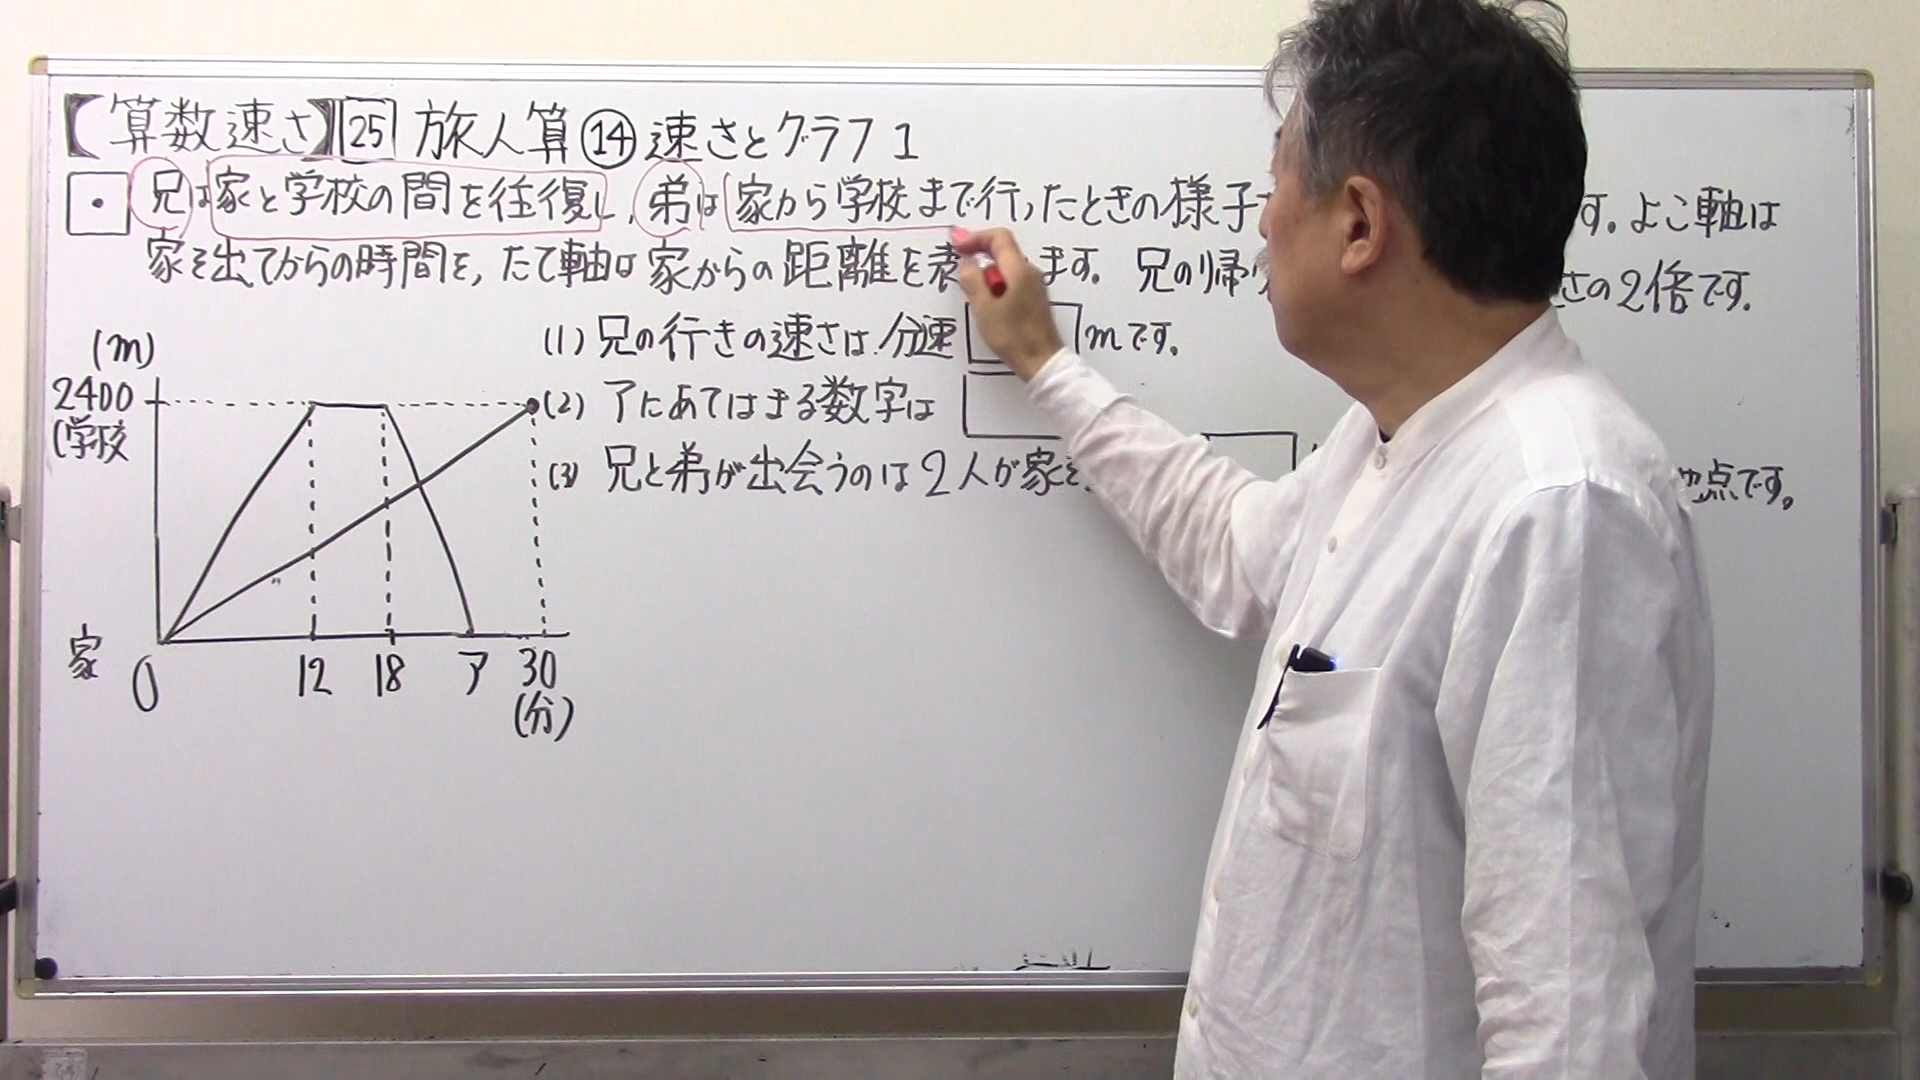 【算数速さ】25 旅人算⑭速さとグラフ1
兄は家と学校の間を往復し,弟は家から学校まで行ったときの様子 す。よこ軸は
家を出てからの時間を,たて軸は家からの距離を表 ます。兄の帰り さの2倍です。
(1) 兄の行きの速さは分速 mです。
(2) アにあてはまる数字は
(3) 兄と弟が出会うのは2人が家を 地点です。
(m)
2400
(学校
家
0 12 18 ア 30
(分)